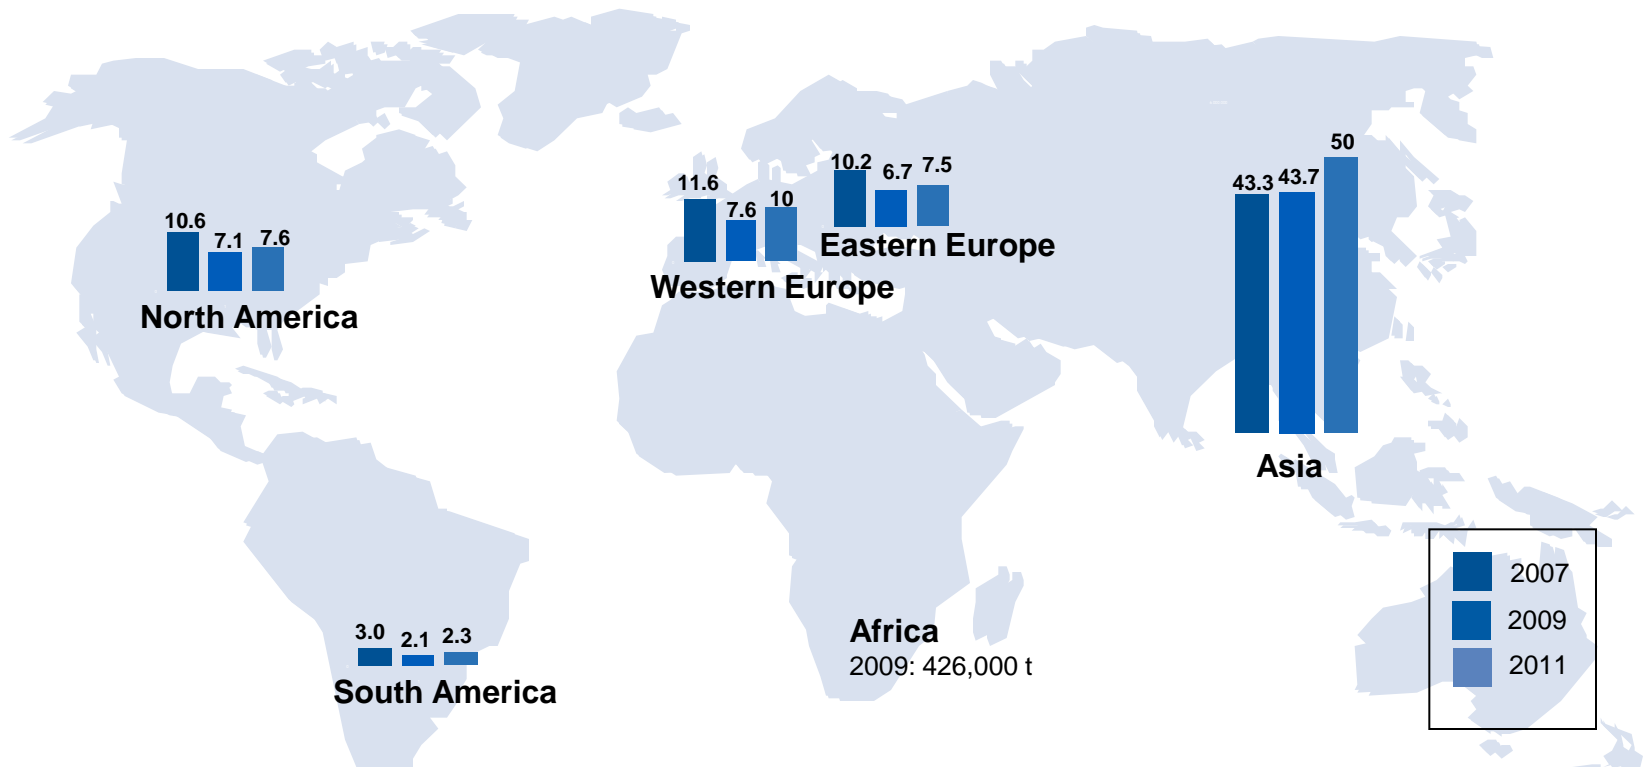 10.6
7.1
7.6
North America
11.6
7.6
10
Western Europe
10.2
6.7
7.5
Eastern Europe
43.3
43.7
50
Asia
3.0
2.1
2.3
South America
Africa
2009: 426,000 t
2007
2009
2011